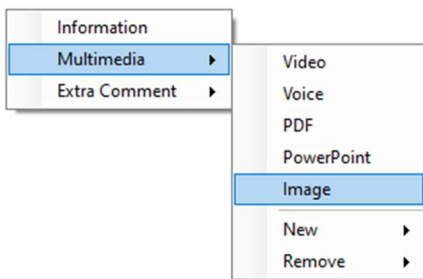 Information
Multimedia
Extra Comment
Video
Voice
PDF
PowerPoint
Image
New
Remove